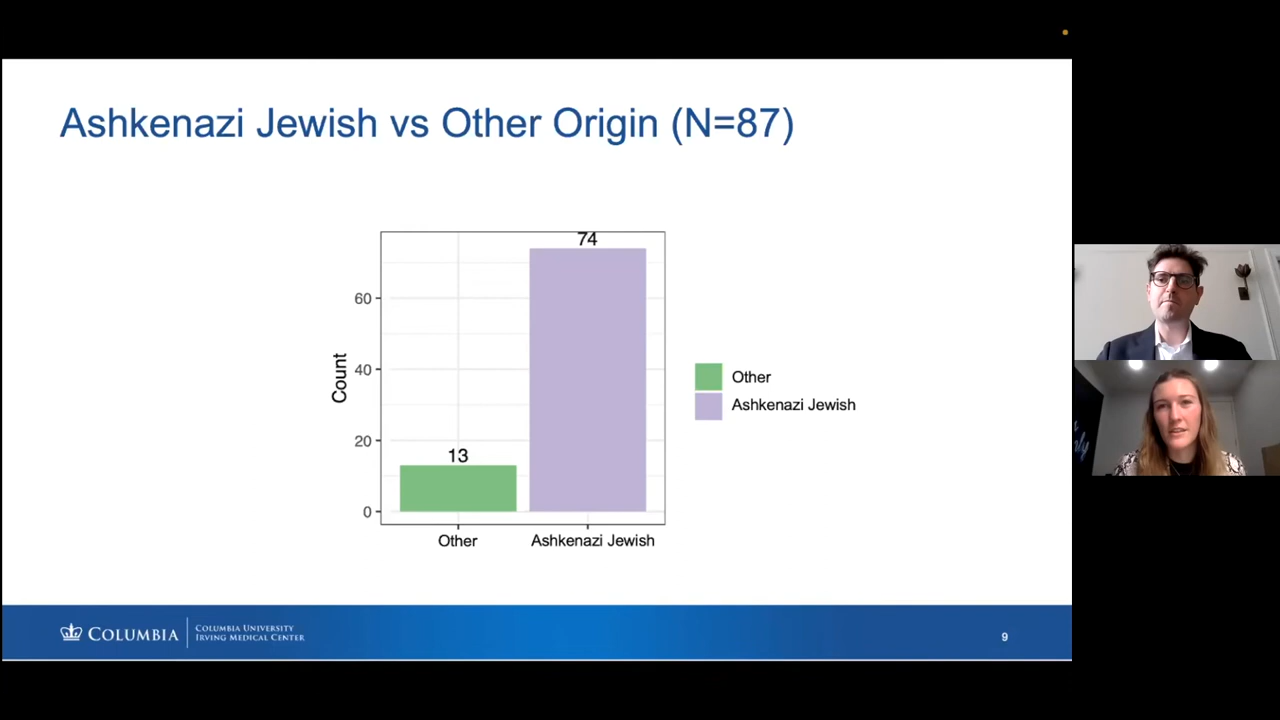 Ashkenazi Jewish vs Other Origin (N=87)
74
60
40
20
0
Count
13
Other
Ashkenazi Jewish
Other
Ashkenazi Jewish
COLUMBIA
COLUMBIA UNIVERSITY
IRVING MEDICAL CENTER
9